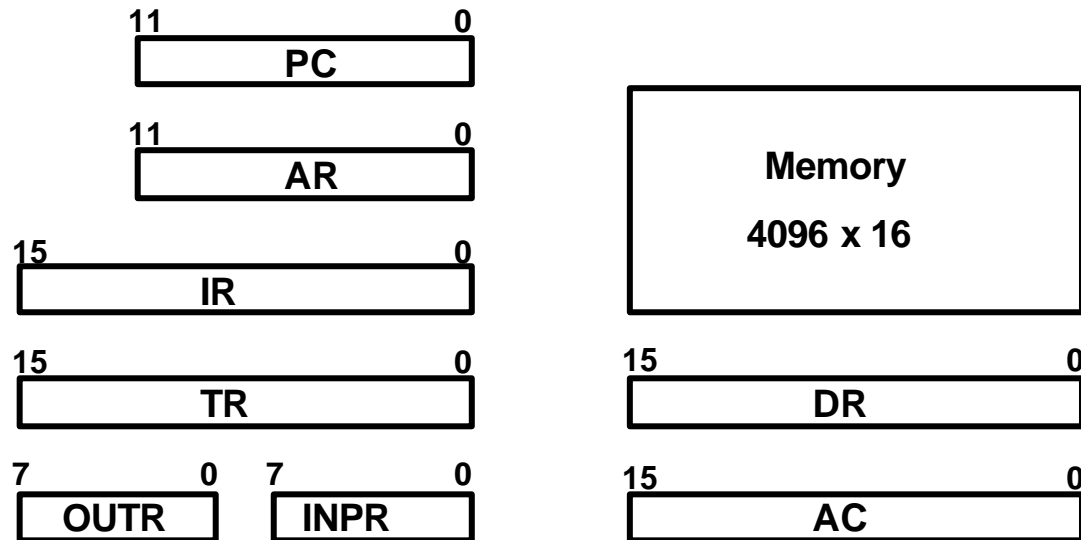 11 0
PC
11 0
AR
Memory
4096 x 16
15 0
IR
15 0
TR
15 0
DR
7 0 7 0
OUTR INPR
15 0
AC